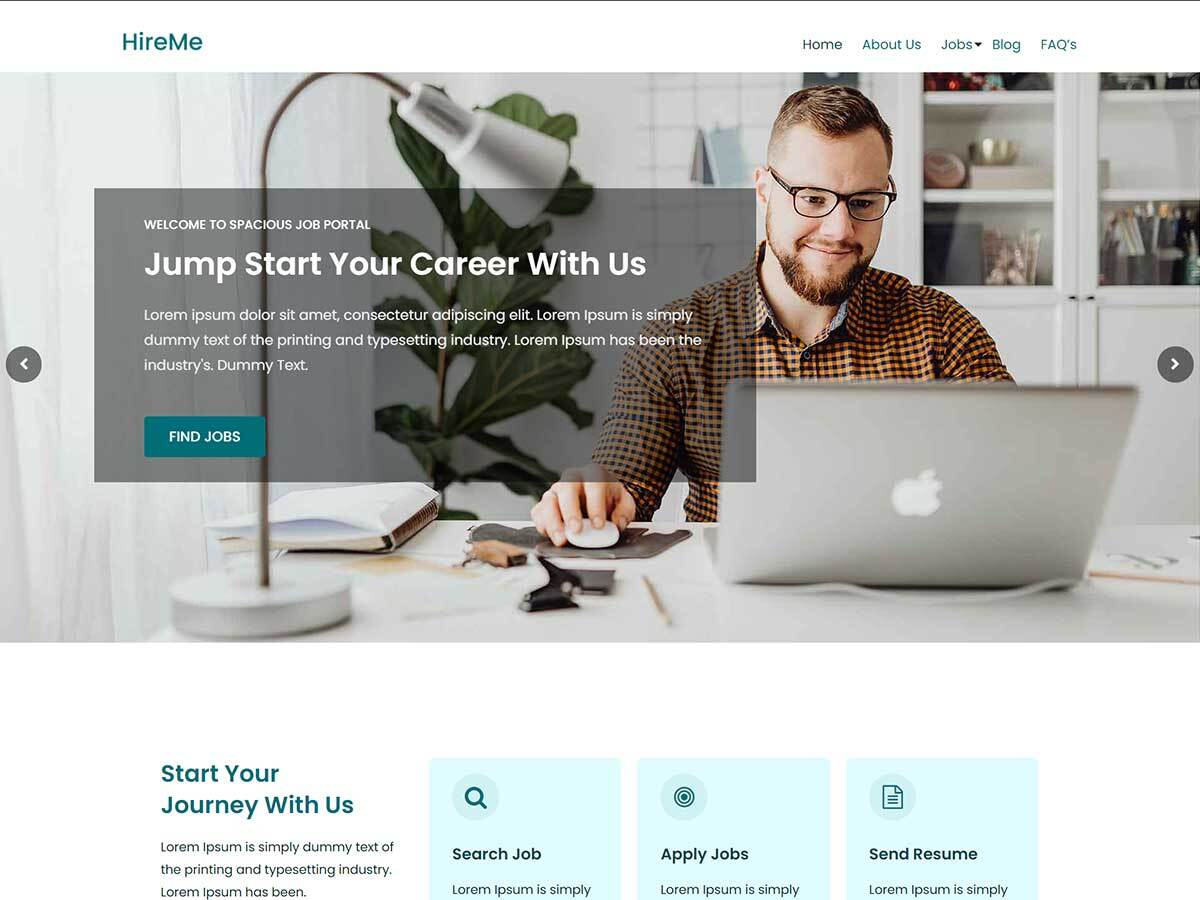 HireMe
Home About Us Jobs Blog FAQ's
WELCOME TO SPACIOUS JOB PORTAL
Jump Start Your Career With Us
Lorem ipsum dolor sit amet, consectetur adipiscing elit. Lorem Ipsum is simply
dummy text of the printing and typesetting industry. Lorem Ipsum has been the
industry's. Dummy Text.
FIND JOBS
Start Your
Journey With Us
Lorem Ipsum is simply dummy text of
the printing and typesetting industry.
Lorem Ipsum has been.
Search Job
Lorem Ipsum is simply
Apply Jobs
Lorem Ipsum is simply
Send Resume
Lorem Ipsum is simply